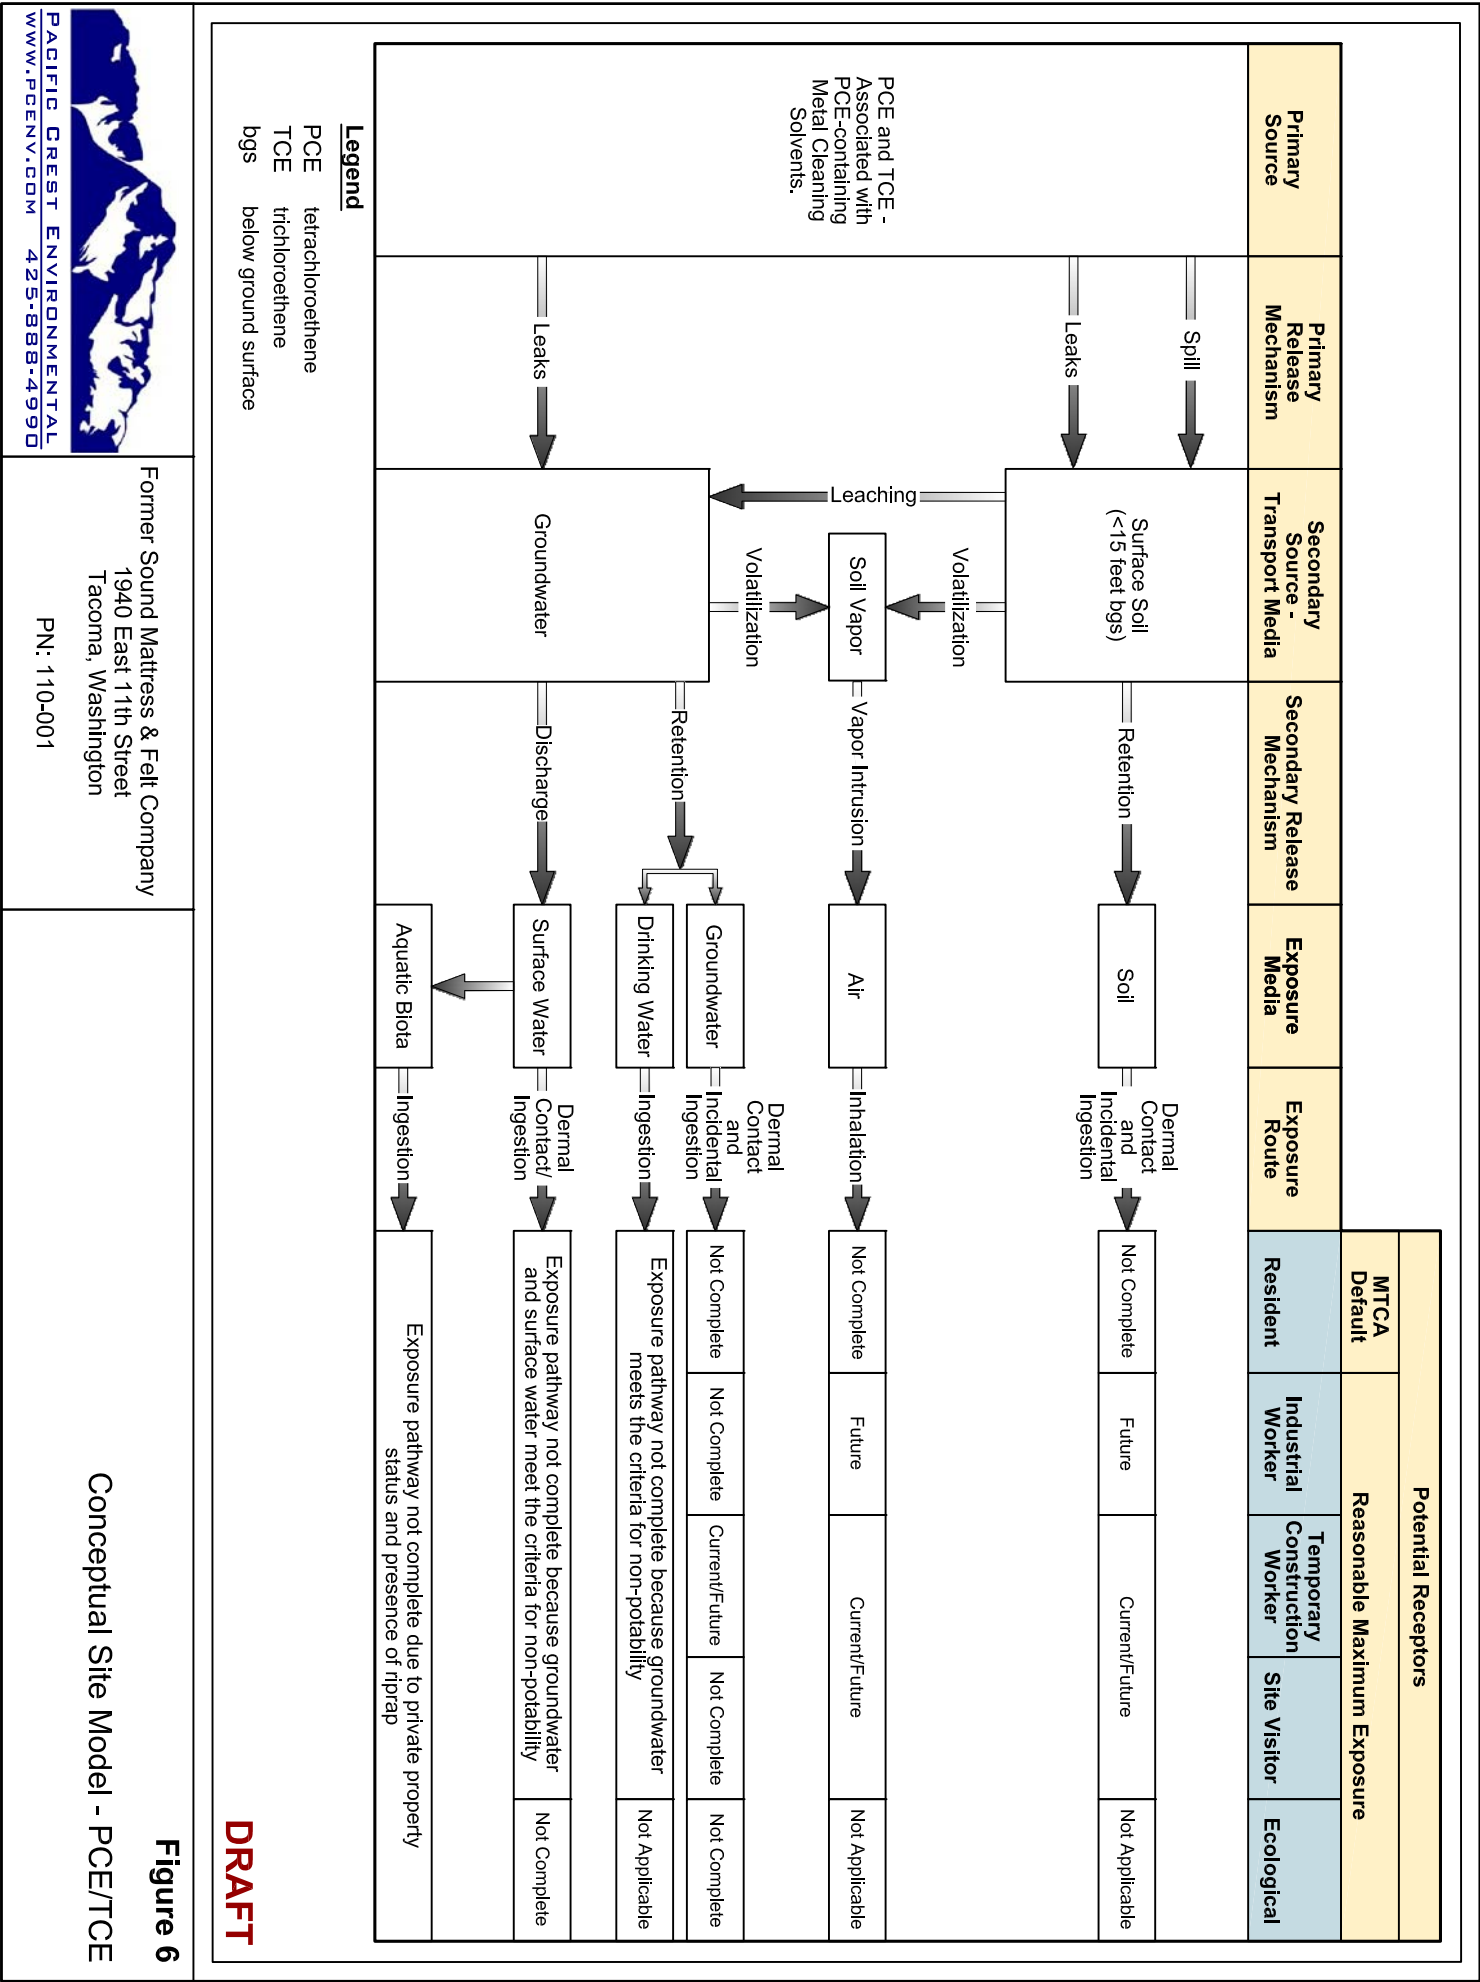 Potential Receptors
MTCA
Default
Reasonable Maximum Exposure
Primary
Source
Primary
Release
Mechanism
Secondary
Source -
Transport Media
Secondary Release
Mechanism
Exposure
Media
Exposure
Route
Resident
Industrial
Worker
Temporary
Construction
Worker
Site Visitor
Ecological
PCE and TCE -
Associated with
PCE-containing
Metal Cleaning
Solvents.
Spill
Leaks
Surface Soil
(<15 feet bgs)
Retention
Soil
Dermal
Contact
and
Incidental
Ingestion
Not Complete
Future
Current/Future
Not Applicable
Volatilization
Leaching
Soil Vapor
Vapor Intrusion
Air
Inhalation
Not Complete
Future
Current/Future
Not Applicable
Volatilization
Leaks
Groundwater
Retention
Groundwater
Dermal
Contact
and
Incidental
Ingestion
Not Complete
Not Complete
Current/Future
Not Complete
Not Complete
Drinking Water
Ingestion
Exposure pathway not complete because groundwater
meets the criteria for non-potability
Not Applicable
Discharge
Surface Water
Dermal
Contact/
Ingestion
Exposure pathway not complete because groundwater
and surface water meet the criteria for non-potability
Not Complete
Aquatic Biota
Ingestion
Exposure pathway not complete due to private property
status and presence of riprap
Legend
PCE tetrachloroethene
TCE trichloroethene
bgs below ground surface
DRAFT
PACIFIC CREST ENVIRONMENTAL
WWW.PCENV.COM 425-888-4990
Former Sound Mattress & Felt Company
1940 East 11th Street
Tacoma, Washington
PN: 110-001
Figure 6
Conceptual Site Model - PCE/TCE